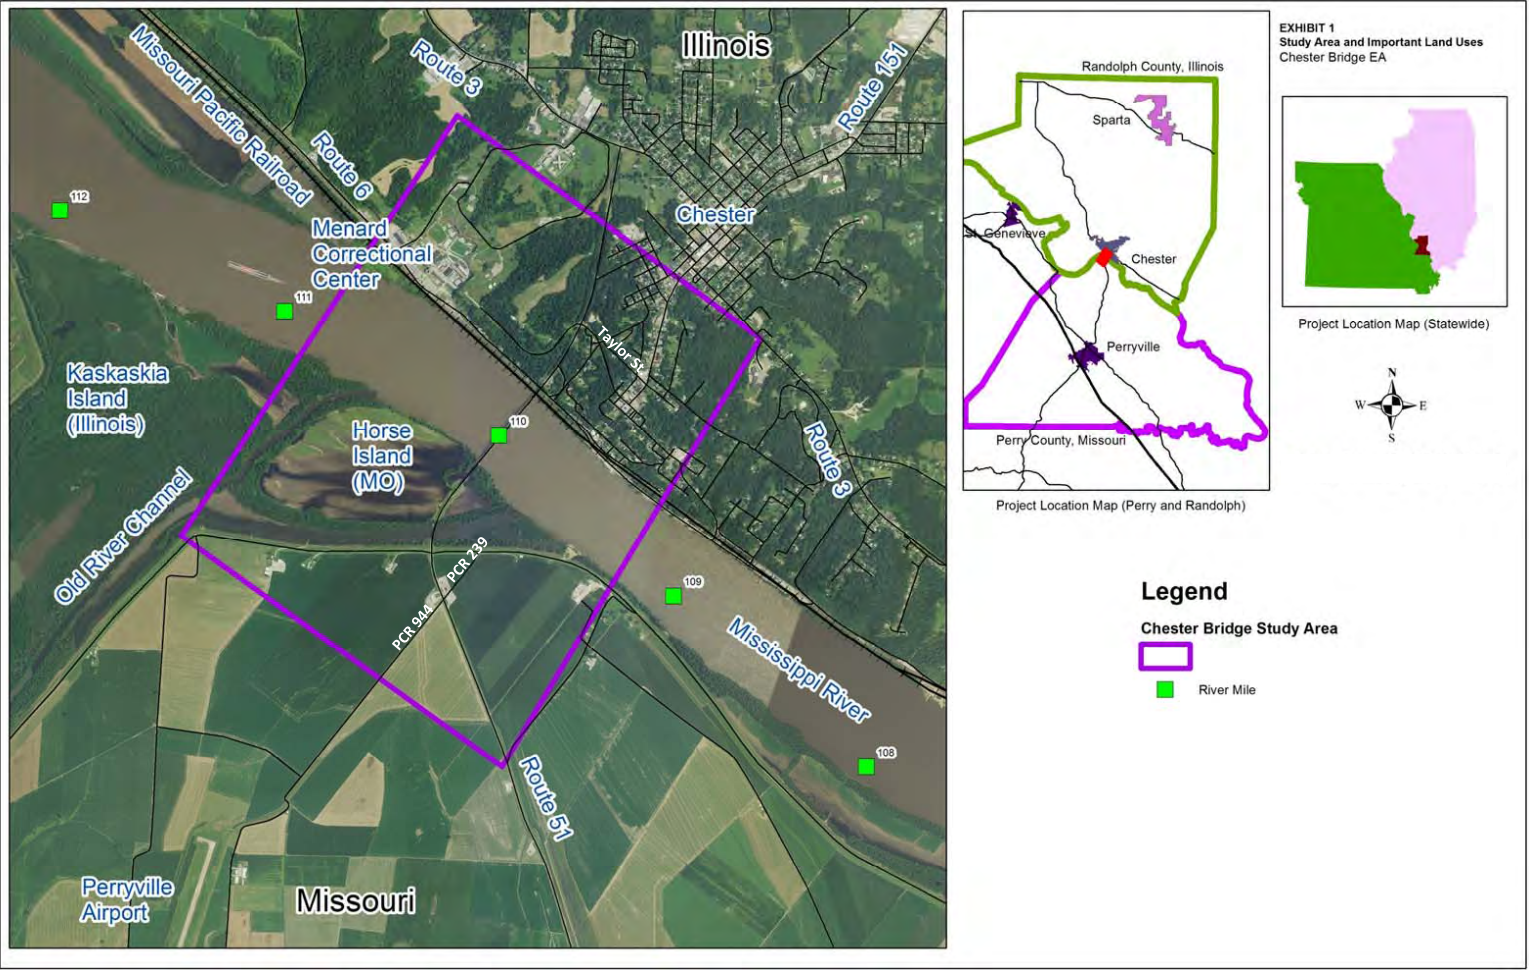 Illinois
Missouri Pacific Railroad
Route 3
Route 151
Route 6
112
Chester
Menard
Correctional
Center
111
Taylor St
Kaskaskia
Island
(Illinois)
Horse
Island
(MO)
110
Route 3
Old River Channel
PCR 239
PCR 944
109
Mississippi River
108
Route 51
Perryville
Airport
Missouri
Randolph County, Illinois
Sparta
St. Genevieve
Chester
Perryville
Perry County, Missouri
Project Location Map (Perry and Randolph)
EXHIBIT 1
Study Area and Important Land Uses
Chester Bridge EA
Project Location Map (Statewide)
N
W
E
S
Legend
Chester Bridge Study Area
River Mile